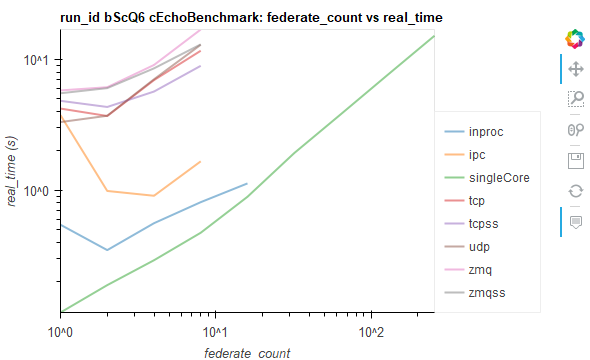 run_id bScQ6 cEchoBenchmark: federate_count vs real_time
10^1
10^0
real_time (s)
10^0
10^1
10^2
federate_count
inproc
ipc
singleCore
tcp
tcpss
udp
zmq
zmqss